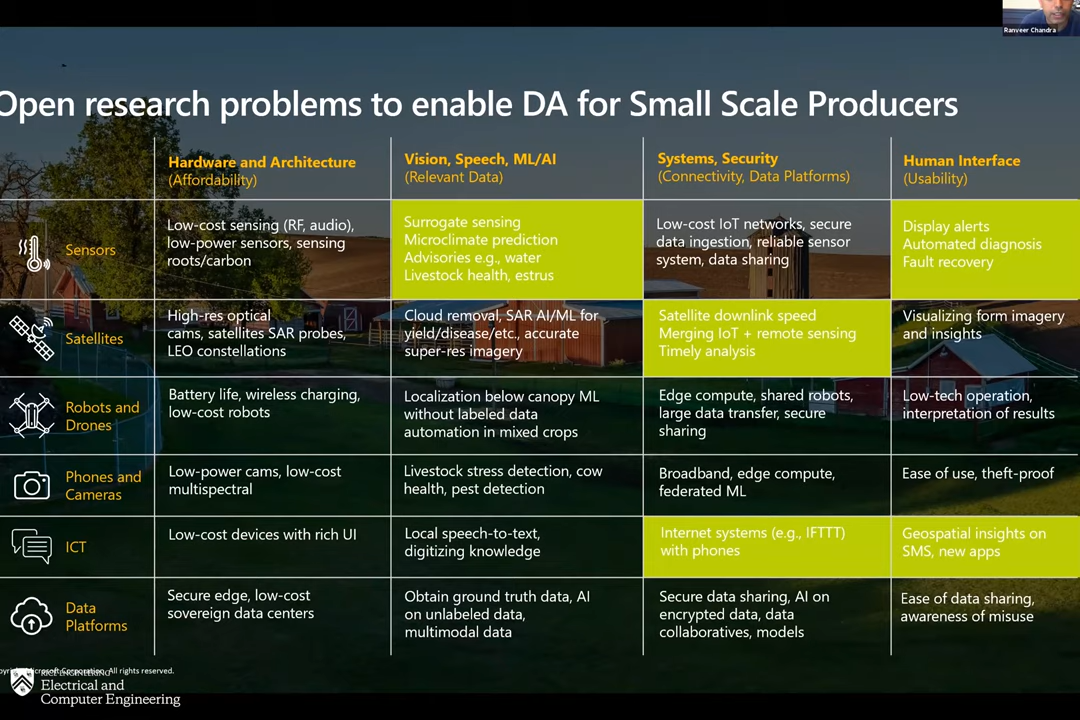 Ranveer Chandra
Open research problems to enable DA for Small Scale Producers
Hardware and Architecture
(Affordability)
Vision, Speech, ML/AI
(Relevant Data)
Systems, Security
(Connectivity, Data Platforms)
Human Interface
(Usability)
Sensors
Low-cost sensing (RF, audio),
low-power sensors, sensing
roots/carbon
Surrogate sensing
Microclimate prediction
Advisories e.g., water
Livestock health, estrus
Low-cost IoT networks, secure
data ingestion, reliable sensor
system, data sharing
Display alerts
Automated diagnosis
Fault recovery
Satellites
High-res optical
cams, satellites SAR probes,
LEO constellations
Cloud removal, SAR AI/ML for
yield/disease/etc., accurate
super-res imagery
Satellite downlink speed
Merging IoT + remote sensing
Timely analysis
Visualizing form imagery
and insights
Robots and
Drones
Battery life, wireless charging,
low-cost robots
Localization below canopy ML
without labeled data
automation in mixed crops
Edge compute, shared robots,
large data transfer, secure
sharing
Low-tech operation,
interpretation of results
Phones and
Cameras
Low-power cams, low-cost
multispectral
Livestock stress detection, cow
health, pest detection
Broadband, edge compute,
federated ML
Ease of use, theft-proof
ICT
Low-cost devices with rich UI
Local speech-to-text,
digitizing knowledge
Internet systems (e.g., IFTTT)
with phones
Geospatial insights on
SMS, new apps
Data
Platforms
Secure edge, low-cost
sovereign data centers
Obtain ground truth data, AI
on unlabeled data,
multimodal data
Secure data sharing, AI on
encrypted data, data
collaboratives, models
Ease of data sharing,
awareness of misuse
Microsoft Corporation. All rights reserved.
RICE ENGINEERING
Electrical and
Computer Engineering